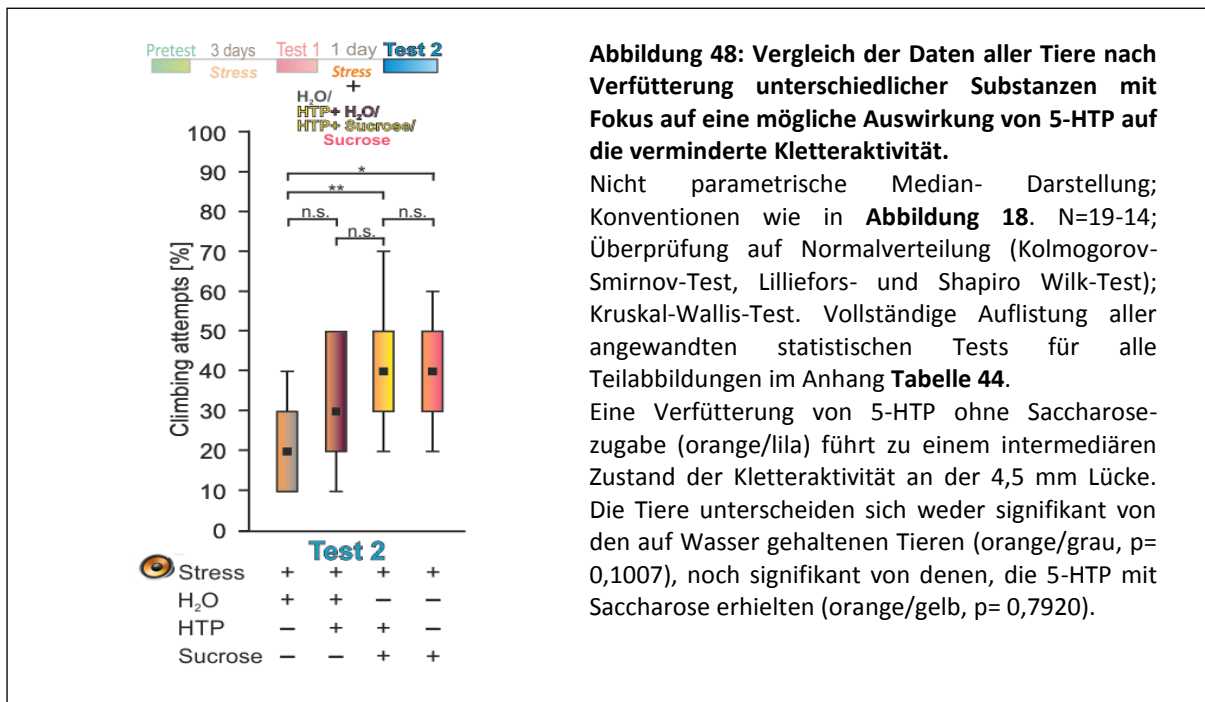 Pretest 3 days Test 1 1 day Test 2
Stress Stress
+
H₂O/
HTP+ H₂O/
HTP+ Sucrose/
Sucrose
100
90
80
70
60
50
40
30
20
10
0
Climbing attempts [%]
*
**
n.s. n.s.
n.s.
Test 2
Stress + + + +
H₂O + + – –
HTP – + + –
Sucrose – – + +
Abbildung 48: Vergleich der Daten aller Tiere nach
Verfütterung unterschiedlicher Substanzen mit
Fokus auf eine mögliche Auswirkung von 5-HTP auf
die verminderte Kletteraktivität.
Nicht parametrische Median- Darstellung;
Konventionen wie in Abbildung 18. N=19-14;
Überprüfung auf Normalverteilung (Kolmogorov-
Smirnov-Test, Lilliefors- und Shapiro Wilk-Test);
Kruskal-Wallis-Test. Vollständige Auflistung aller
angewandten statistischen Tests für alle
Teilabbildungen im Anhang Tabelle 44.
Eine Verfütterung von 5-HTP ohne Saccharose-
zugabe (orange/lila) führt zu einem intermediären
Zustand der Kletteraktivität an der 4,5 mm Lücke.
Die Tiere unterscheiden sich weder signifikant von
den auf Wasser gehaltenen Tieren (orange/grau, p=
0,1007), noch signifikant von denen, die 5-HTP mit
Saccharose erhielten (orange/gelb, p= 0,7920).